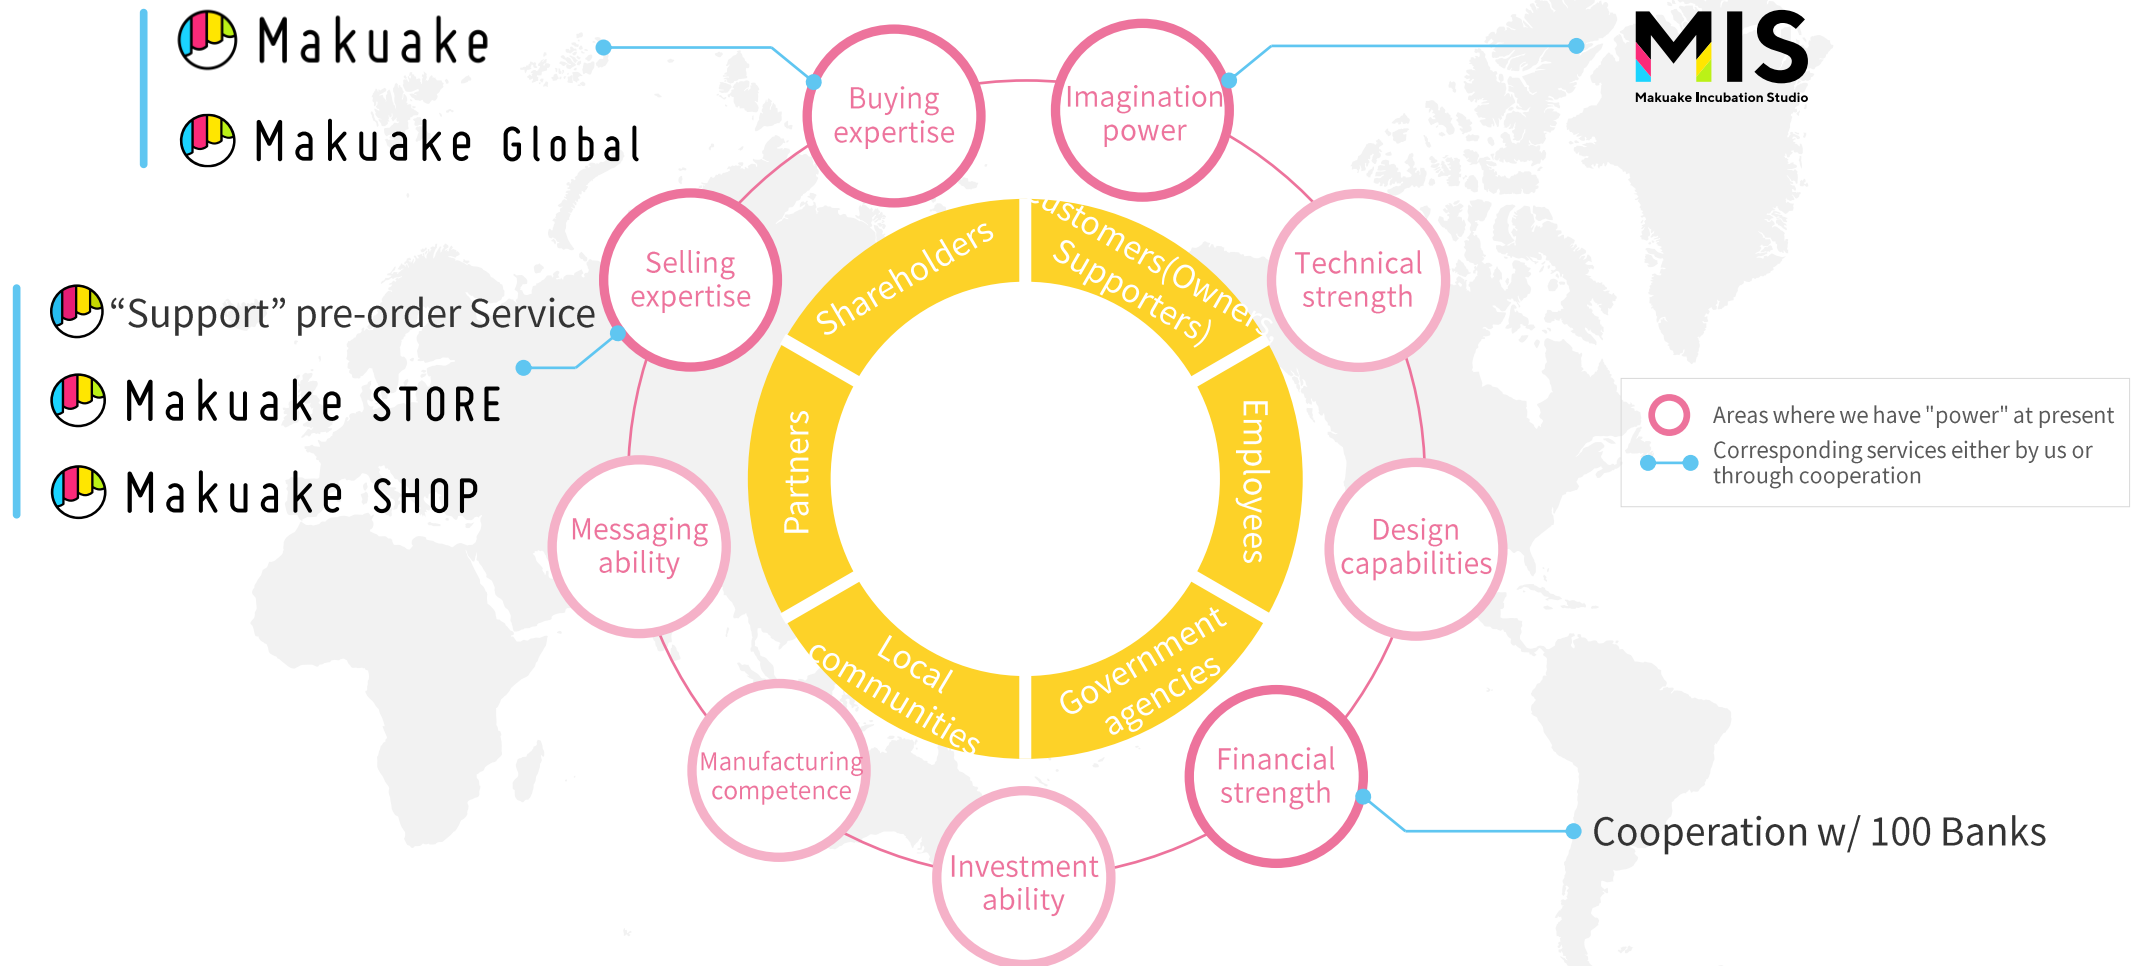 Makuake
Makuake Global
"Support" pre-order Service
Makuake STORE
Makuake SHOP
Buying
expertise
Imagination
power
MIS
Makuake Incubation Studio
Selling
expertise
Technical
strength
Messaging
ability
Design
capabilities
Manufacturing
competence
Investment
ability
Financial
strength
Cooperation w/ 100 Banks
Shareholders
Customers(Owners,
Supporters)
Partners
Employees
Local
communities
Government
agencies
Areas where we have "power" at present
Corresponding services either by us or
through cooperation